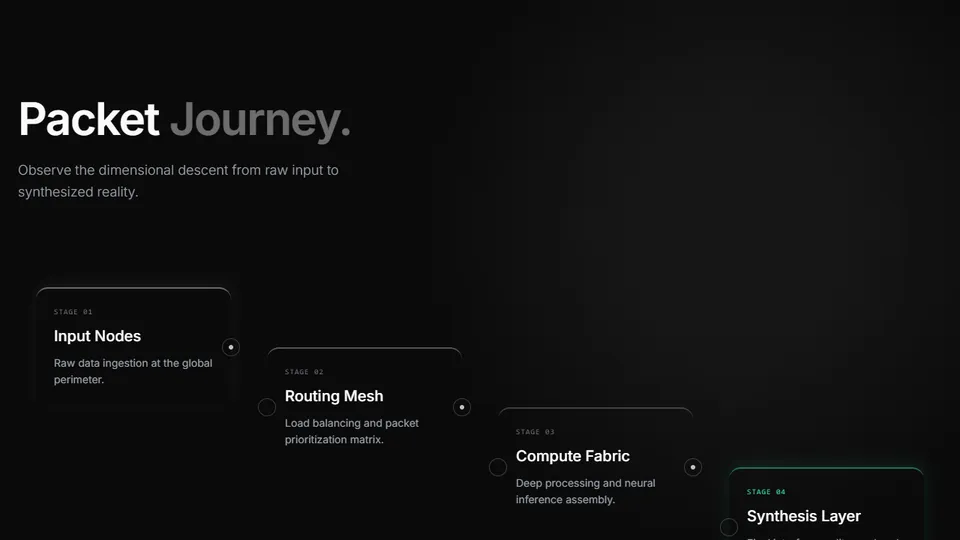 Packet Journey.
Observe the dimensional descent from raw input to
synthesized reality.
STAGE 01
Input Nodes
Raw data ingestion at the global
perimeter.
STAGE 02
Routing Mesh
Load balancing and packet
prioritization matrix.
STAGE 03
Compute Fabric
Deep processing and neural
inference assembly.
STAGE 04
Synthesis Layer